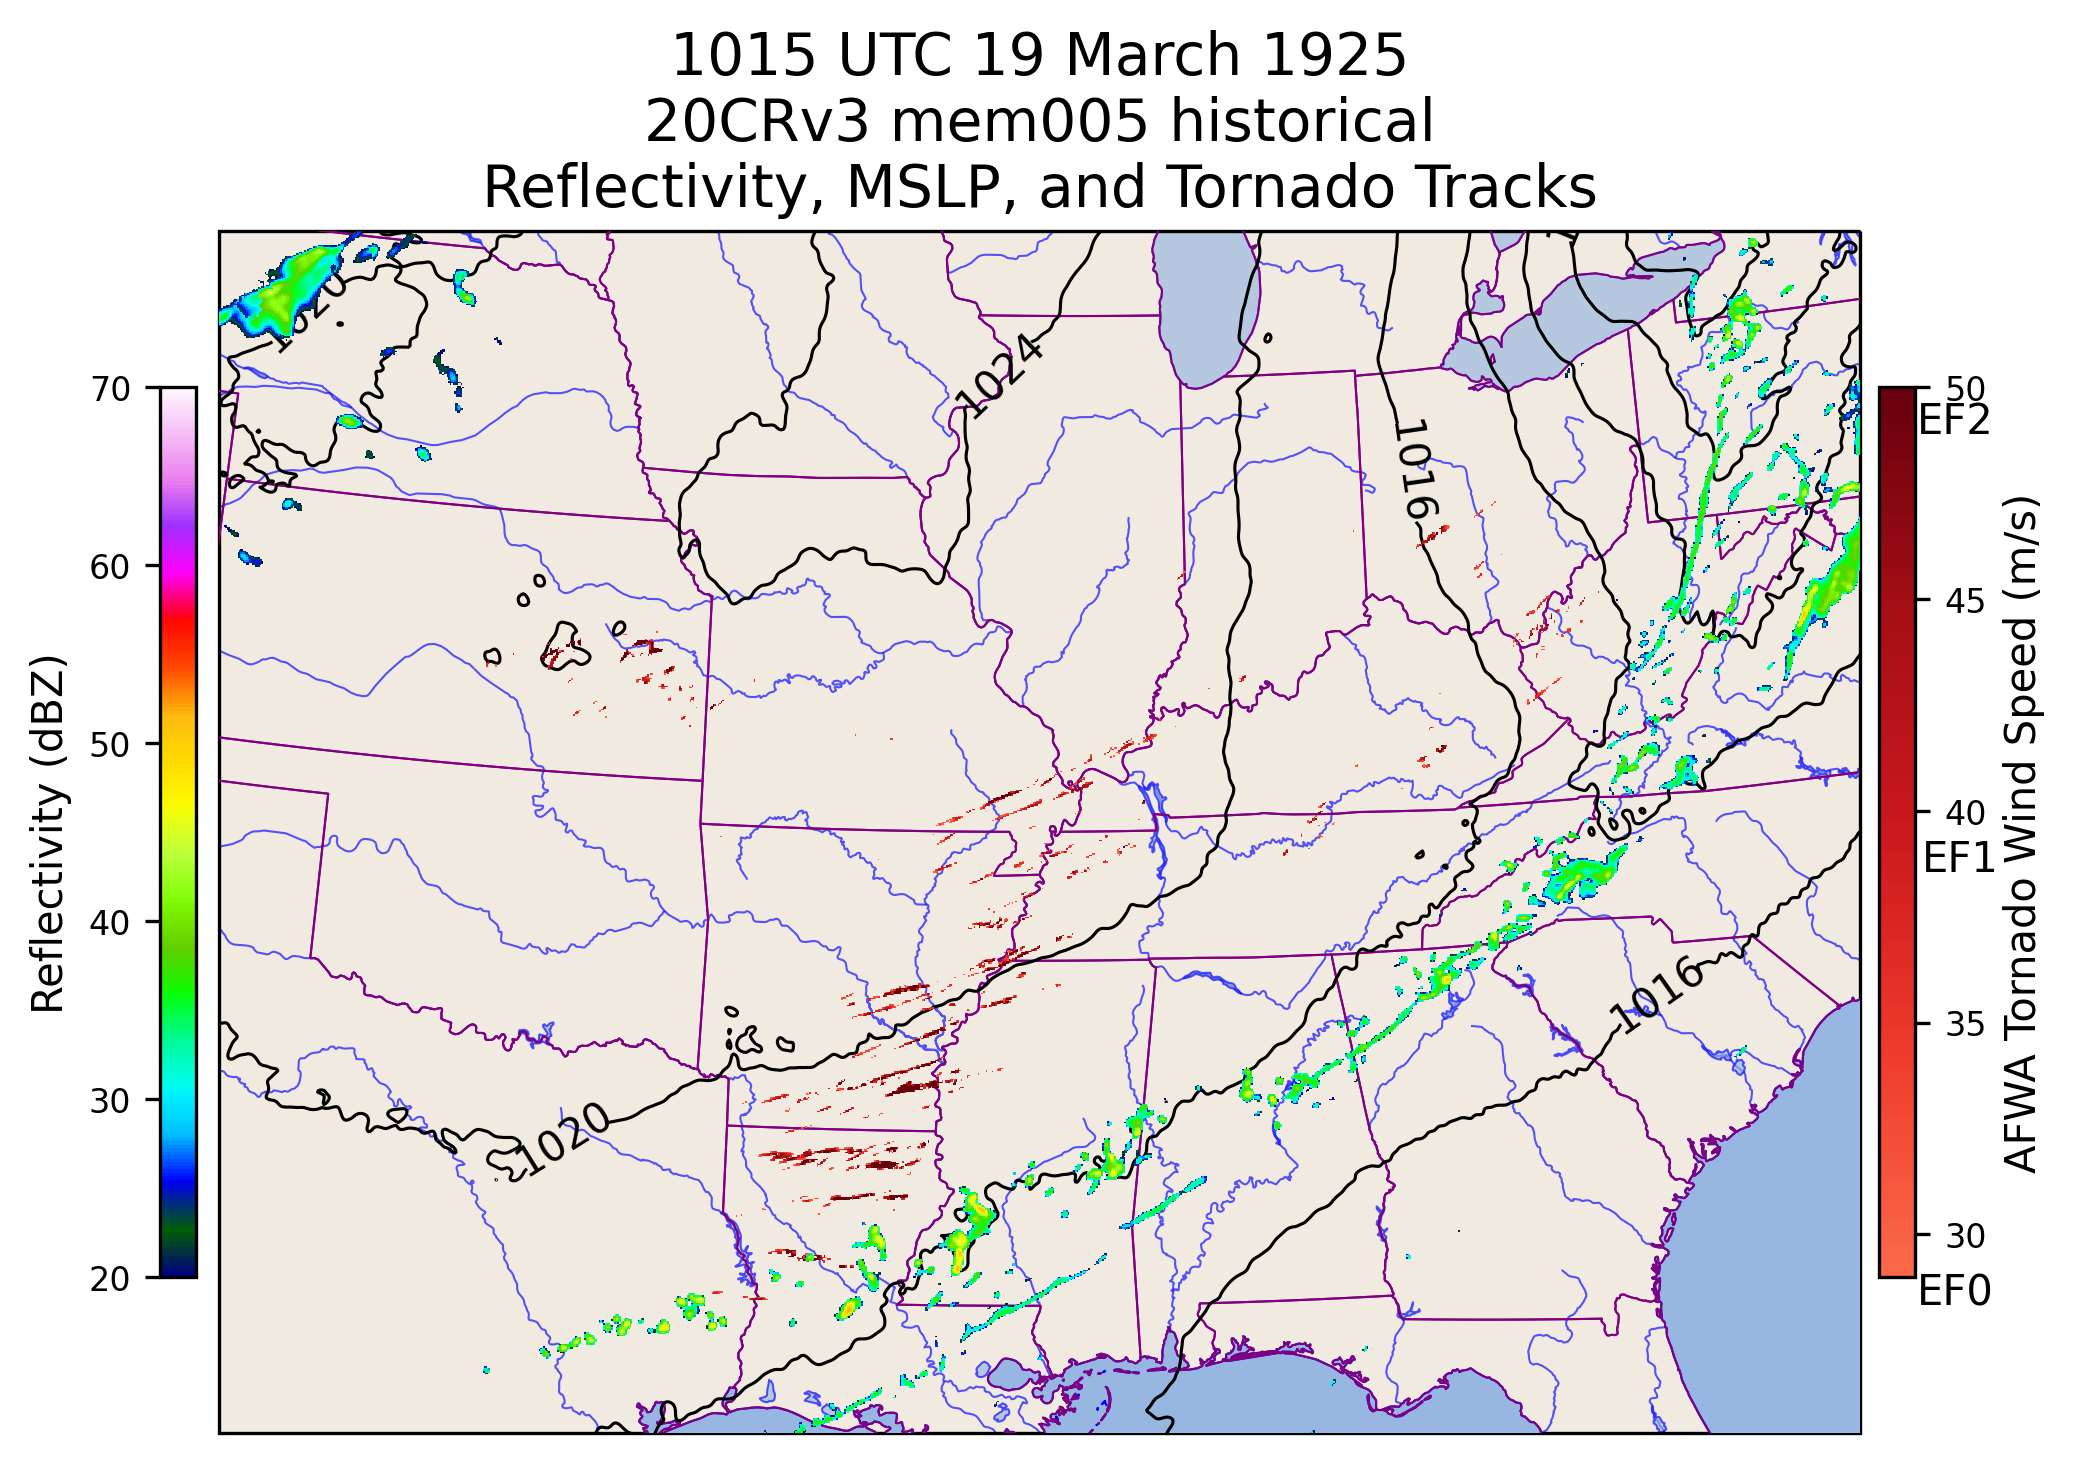 1015 UTC 19 March 1925
20CRv3 mem005 historical
Reflectivity, MSLP, and Tornado Tracks
1020
1024
1016
1016
1020
70
60
50
40
30
20
Reflectivity (dBZ)
50
EF2
45
40
EF1
35
30
EF0
AFWA Tornado Wind Speed (m/s)